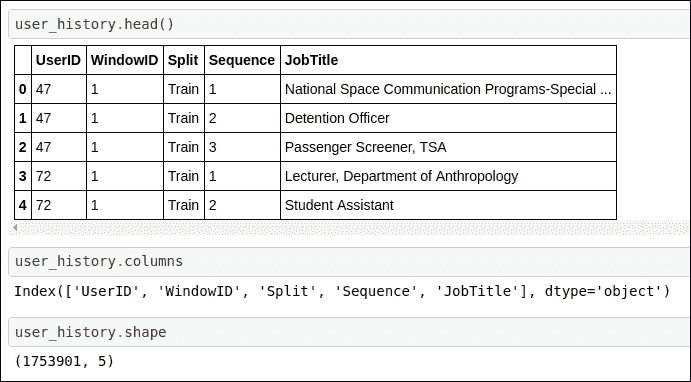 user_history.head()
UserID WindowID Split Sequence JobTitle
0 47 1 Train 1 National Space Communication Programs-Special ...
1 47 1 Train 2 Detention Officer
2 47 1 Train 3 Passenger Screener, TSA
3 72 1 Train 1 Lecturer, Department of Anthropology
4 72 1 Train 2 Student Assistant
user_history.columns
Index(['UserID', 'WindowID', 'Split', 'Sequence', 'JobTitle'], dtype='object')
user_history.shape
(1753901, 5)